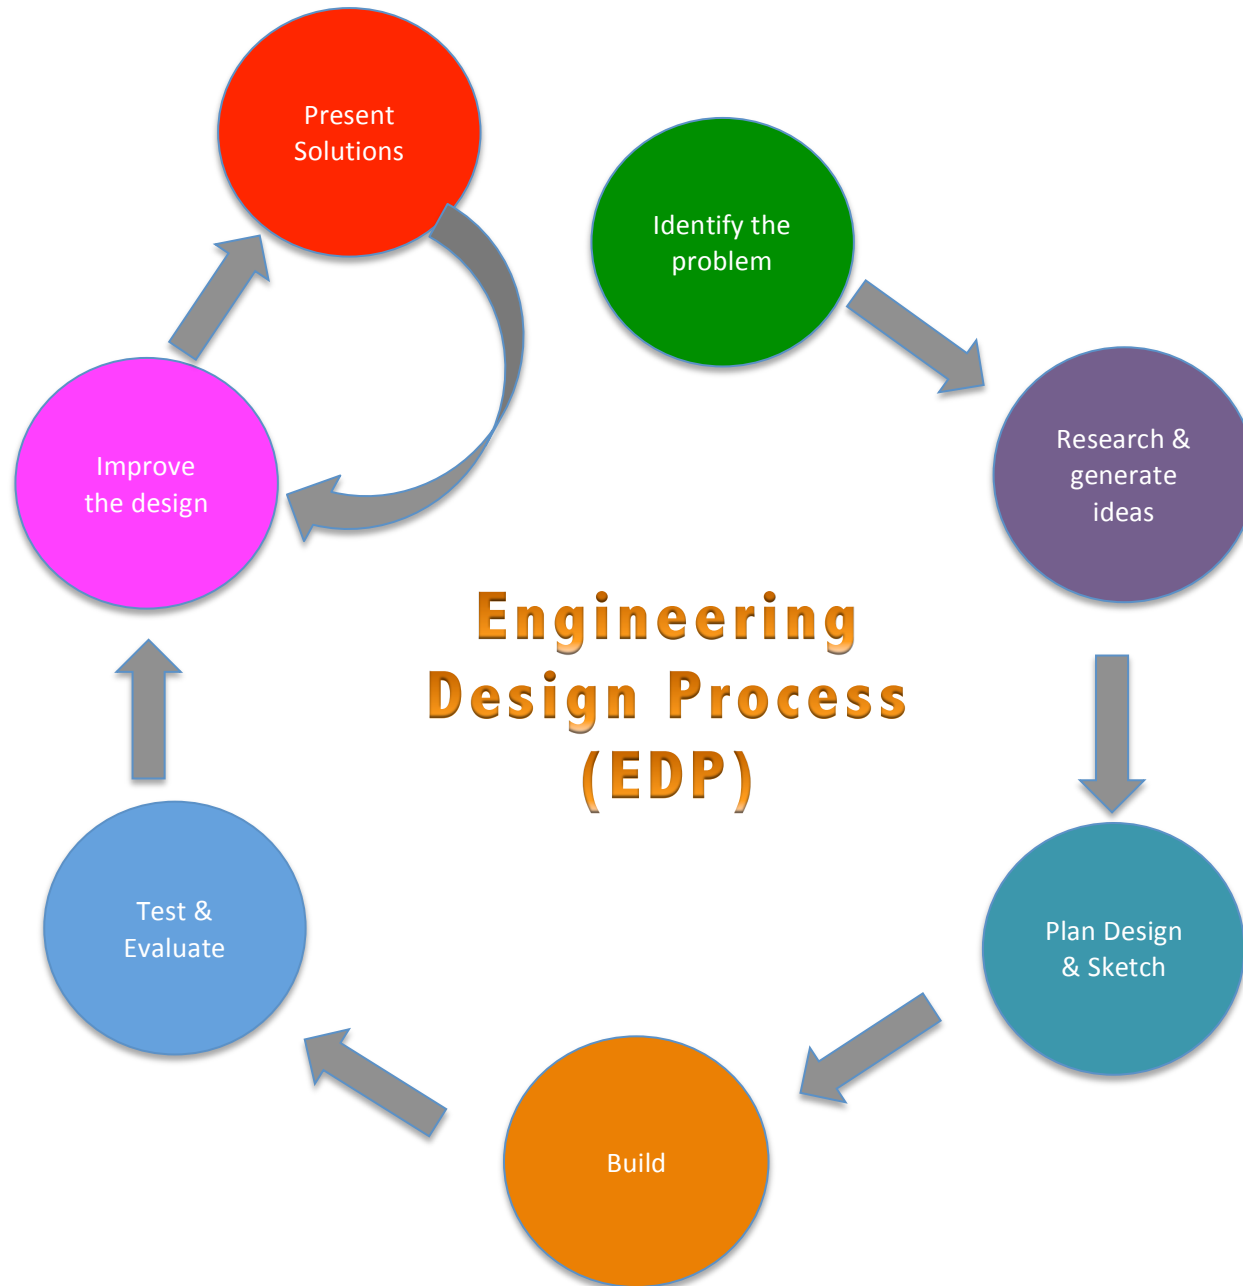 Present
Solutions
Identify the
problem
Research &
generate
ideas
Improve
the design
Engineering
Design Process
(EDP)
Test &
Evaluate
Plan Design
& Sketch
Build